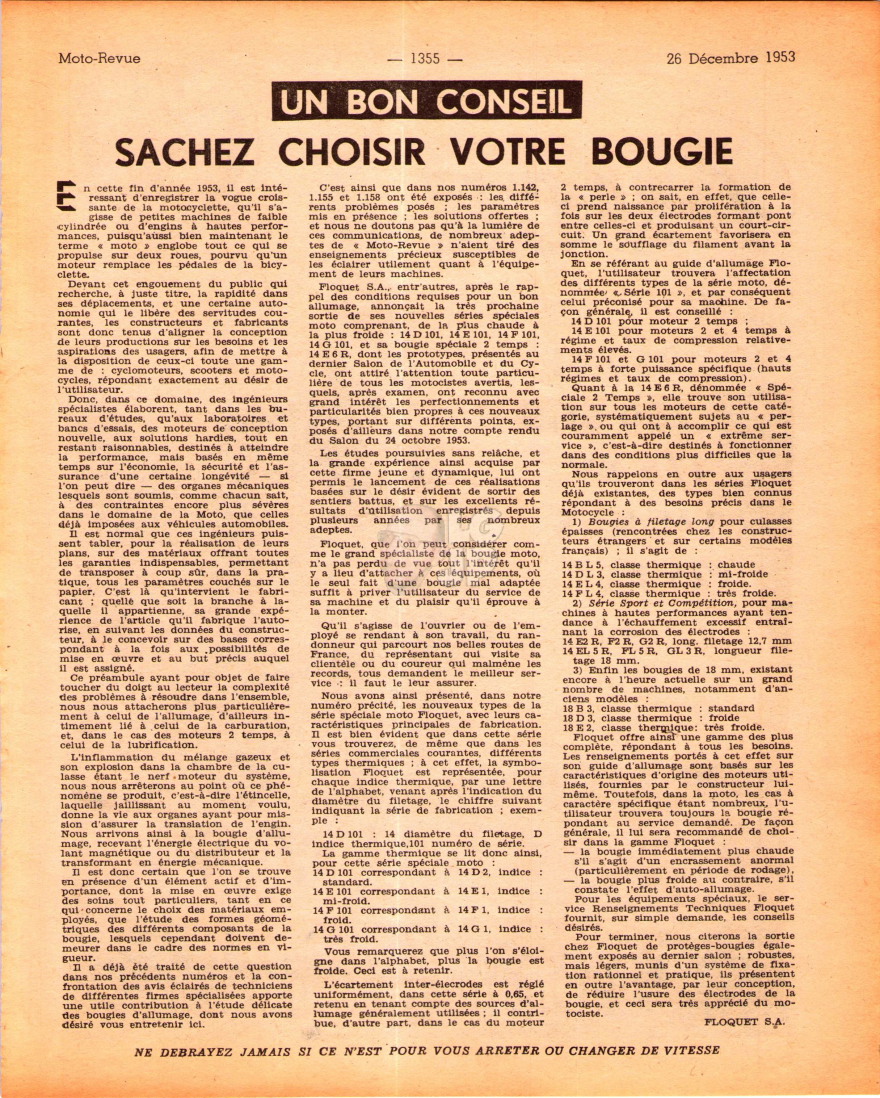 Moto-Revue
— 1355 —
26 Décembre 1953
UN BON CONSEIL
SACHEZ CHOISIR VOTRE BOUGIE
En cette fin d'année 1953, il est inté-
ressant d'enregistrer la vogue crois-
sante de la motocyclette, qu'il s'a-
gisse de petites machines de faible
cylindrée ou d'engins à hautes perfor-
mances, puisqu'aussi bien maintenant le
terme « moto » englobe tout ce qui se
propulse sur deux roues, pourvu qu'un
moteur remplace les pédales de la bicy-
clette.
Devant cet engouement du public qui
recherche, à juste titre, la rapidité dans
ses déplacements, et une certaine auto-
nomie qui le libère des servitudes cou-
rantes, les constructeurs et fabricants
sont donc tenus d'aligner la conception
de leurs productions sur les besoins et les
aspirations des usagers, afin de mettre à
la disposition de ceux-ci toute une gam-
me de : cyclomoteurs, scooters et moto-
cycles, répondant exactement au désir de
l'utilisateur.
Donc, dans ce domaine, des ingénieurs
spécialistes élaborent, tant dans les bu-
reaux d'études, qu'aux laboratoires et
bancs d'essais, des moteurs de conception
nouvelle, aux solutions hardies, tout en
restant raisonnables, destinés à atteindre
la performance, mais basés en même
temps sur l'économie, la sécurité et l'as-
surance d'une certaine longévité — si
l'on peut dire — des organes mécaniques
lesquels sont soumis, comme chacun sait,
à des contraintes encore plus sévères
dans le domaine de la Moto, que celles
déjà imposées aux véhicules automobiles.
Il est normal que ces ingénieurs puis-
sent tabler, pour la réalisation de leurs
plans, sur des matériaux offrant toutes
les garanties indispensables, permettant
de transposer à coup sûr, dans la pra-
tique, tous les paramètres couchés sur le
papier. C'est là qu'intervient le fabri-
cant ; quelle que soit la branche à la-
quelle il appartienne, sa grande expé-
rience de l'article qu'il fabrique l'auto-
rise, en suivant les données du construc-
teur, à le concevoir sur des bases corres-
pondant à la fois aux possibilités de
mise en œuvre et au but précis auquel
il est assigné.
Ce préambule ayant pour objet de faire
toucher du doigt au lecteur la complexité
des problèmes à résoudre dans l'ensemble,
nous nous attacherons plus particulière-
ment à celui de l'allumage, d'ailleurs in-
timement lié à celui de la carburation,
et, dans le cas des moteurs 2 temps, à
celui de la lubrification.
L'inflammation du mélange gazeux et
son explosion dans la chambre de la cu-
lasse étant le nerf moteur du système,
nous nous arrêterons au point où ce phé-
nomène se produit, c'est-à-dire l'étincelle,
laquelle jaillissant au moment voulu,
donne la vie aux organes ayant pour mis-
sion d'assurer la translation de l'engin.
Nous arrivons ainsi à la bougie d'allu-
mage, recevant l'énergie électrique du vo-
lant magnétique ou du distributeur et la
transformant en énergie mécanique.
Il est donc certain que l'on se trouve
en présence d'un élément actif et d'im-
portance, dont la mise en œuvre exige
des soins tout particuliers, tant en ce
qui concerne le choix des matériaux em-
ployés, que l'étude des formes géomé-
triques des différents composants de la
bougie, lesquels cependant doivent de-
meurer dans le cadre des normes en vi-
gueur.
Il a déjà été traité de cette question
dans nos précédents numéros et la con-
frontation des avis éclairés de techniciens
de différentes firmes spécialisées apporte
une utile contribution à l'étude délicate
des bougies d'allumage, dont nous avons
désiré vous entretenir ici.
C'est ainsi que dans nos numéros 1.142,
1.155 et 1.158 ont été exposés : les diffé-
rents problèmes posés ; les paramètres
mis en présence ; les solutions offertes ;
et nous ne doutons pas qu'à la lumière de
ces communications, de nombreux adep-
tes de « Moto-Revue » n'aient tiré des
enseignements précieux susceptibles de
les éclairer utilement quant à l'équipe-
ment de leurs machines.
Floquet S.A., entr'autres, après le rap-
pel des conditions requises pour un bon
allumage, annonçait la très prochaine
sortie de ses nouvelles séries spéciales
moto comprenant, de la plus chaude à
la plus froide : 14 D 101, 14 E 101, 14 F 101,
14 G 101, et sa bougie spéciale 2 temps :
14 E 6 R, dont les prototypes, présentés au
dernier Salon de l'Automobile et du Cy-
cle, ont attiré l'attention toute particu-
lière de tous les motocistes avertis, les-
quels, après examen, ont reconnu avec
grand intérêt les perfectionnements et
particularités bien propres à ces nouveaux
types, portant sur différents points, ex-
posés d'ailleurs dans notre compte rendu
du Salon du 24 octobre 1953.
Les études poursuivies sans relâche, et
la grande expérience ainsi acquise par
cette firme jeune et dynamique, lui ont
permis le lancement de ces réalisations
basées sur le désir évident de sortir des
sentiers battus, et sur les excellents ré-
sultats d'utilisation enregistrés depuis
plusieurs années par ses nombreux
adeptes.
Floquet, que l'on peut considérer com-
me le grand spécialiste de la bougie moto,
n'a pas perdu de vue tout l'intérêt qu'il
y a lieu d'attacher à ces équipements, où
le seul fait d'une bougie mal adaptée
suffit à priver l'utilisateur du service de
sa machine et du plaisir qu'il éprouve à
la monter.
Qu'il s'agisse de l'ouvrier ou de l'em-
ployé se rendant à son travail, du ran-
donneur qui parcourt nos belles routes de
France, du représentant qui visite sa
clientèle ou du coureur qui malmène les
records, tous demandent le meilleur ser-
vice : il faut le leur assurer.
Nous avons ainsi présenté, dans notre
numéro précité, les nouveaux types de la
série spéciale moto Floquet, avec leurs ca-
ractéristiques principales de fabrication.
Il est bien évident que dans cette série
vous trouverez, de même que dans les
séries commerciales courantes, différents
types thermiques ; à cet effet, la symbo-
lisation Floquet est représentée, pour
chaque indice thermique, par une lettre
de l'alphabet, venant après l'indication du
diamètre du filetage, le chiffre suivant
indiquant la série de fabrication ; exem-
ple :
14 D 101 : 14 diamètre du filetage, D
indice thermique,101 numéro de série.
La gamme thermique se lit donc ainsi,
pour cette série spéciale moto :
14 D 101 correspondant à 14 D 2, indice :
standard.
14 E 101 correspondant à 14 E 1, indice :
mi-froid.
14 F 101 correspondant à 14 F 1, indice :
froid.
14 G 101 correspondant à 14 G 1, indice :
très froid.
Vous remarquerez que plus l'on s'éloi-
gne dans l'alphabet, plus la bougie est
froide. Ceci est à retenir.
L'écartement inter-élecrodes est réglé
uniformément, dans cette série à 0,65, et
retenu en tenant compte des sources d'al-
lumage généralement utilisées ; il contri-
bue, d'autre part, dans le cas du moteur
2 temps, à contrecarrer la formation de
la « perle » ; on sait, en effet, que celle-
ci prend naissance par prolifération à la
fois sur les deux électrodes formant pont
entre celles-ci et produisant un court-cir-
cuit. Un grand écartement favorisera en
somme le soufflage du filament avant la
jonction.
En se référant au guide d'allumage Flo-
quet, l'utilisateur trouvera l'affectation
des différents types de la série moto, dé-
nommée « Série 101 », et par conséquent
celui préconisé pour sa machine. De fa-
çon générale, il est conseillé :
14 D 101 pour moteur 2 temps ;
14 E 101 pour moteurs 2 et 4 temps à
régime et taux de compression relative-
ments élevés.
14 F 101 et G 101 pour moteurs 2 et 4
temps à forte puissance spécifique (hauts
régimes et taux de compression).
Quant à la 14 E 6 R, dénommée « Spé-
ciale 2 Temps », elle trouve son utilisa-
tion sur tous les moteurs de cette caté-
gorie, systématiquement sujets au « per-
lage » ou qui ont à accomplir ce qui est
couramment appelé un « extrême ser-
vice », c'est-à-dire destinés à fonctionner
dans des conditions plus difficiles que la
normale.
Nous rappelons en outre aux usagers
qu'ils trouveront dans les séries Floquet
déjà existantes, des types bien connus
répondant à des besoins précis dans le
Motocycle :
1) Bougies à filetage long pour culasses
épaisses (rencontrées chez les construc-
teurs étrangers et sur certains modèles
français) ; il s'agit de :
14 B L 5, classe thermique : chaude
14 D L 3, classe thermique : mi-froide
14 E L 4, classe thermique : froide.
14 F L 4, classe thermique : très froide.
2) Série Sport et Compétition, pour ma-
chines à hautes performances ayant ten-
dance à l'échauffement excessif entraî-
nant la corrosion des électrodes :
14 E2 R, F2 R, G2 R, long. filetage 12,7 mm
14 EL 5 R, FL 5 R, GL 3 R, longueur file-
tage 18 mm.
3) Enfin les bougies de 18 mm, existant
encore à l'heure actuelle sur un grand
nombre de machines, notamment d'an-
ciens modèles :
18 B 3, classe thermique : standard
18 D 3, classe thermique : froide
18 E 2, classe thermique: très froide.
Floquet offre ainsi une gamme des plus
complète, répondant à tous les besoins.
Les renseignements portés à cet effet sur
son guide d'allumage sont basés sur les
caractéristiques d'origine des moteurs uti-
lisés, fournies par le constructeur lui-
même. Toutefois, dans la moto, les cas à
caractère spécifique étant nombreux, l'u-
tilisateur trouvera toujours la bougie ré-
pondant au service demandé. De façon
générale, il lui sera recommandé de choi-
sir dans la gamme Floquet :
— la bougie immédiatement plus chaude
s'il s'agit d'un encrassement anormal
(particulièrement en période de rodage),
— la bougie plus froide au contraire, s'il
constate l'effet d'auto-allumage.
Pour les équipements spéciaux, le ser-
vice Renseignements Techniques Floquet
fournit, sur simple demande, les conseils
désirés.
Pour terminer, nous citerons la sortie
chez Floquet de protèges-bougies égale-
ment exposés au dernier salon ; robustes,
mais légers, munis d'un système de fixa-
tion rationnel et pratique, ils présentent
en outre l'avantage, par leur conception,
de réduire l'usure des électrodes de la
bougie, et ceci sera très apprécié du mo-
tociste.
FLOQUET S.A.
NE DEBRAYEZ JAMAIS SI CE N'EST POUR VOUS ARRETER OU CHANGER DE VITESSE